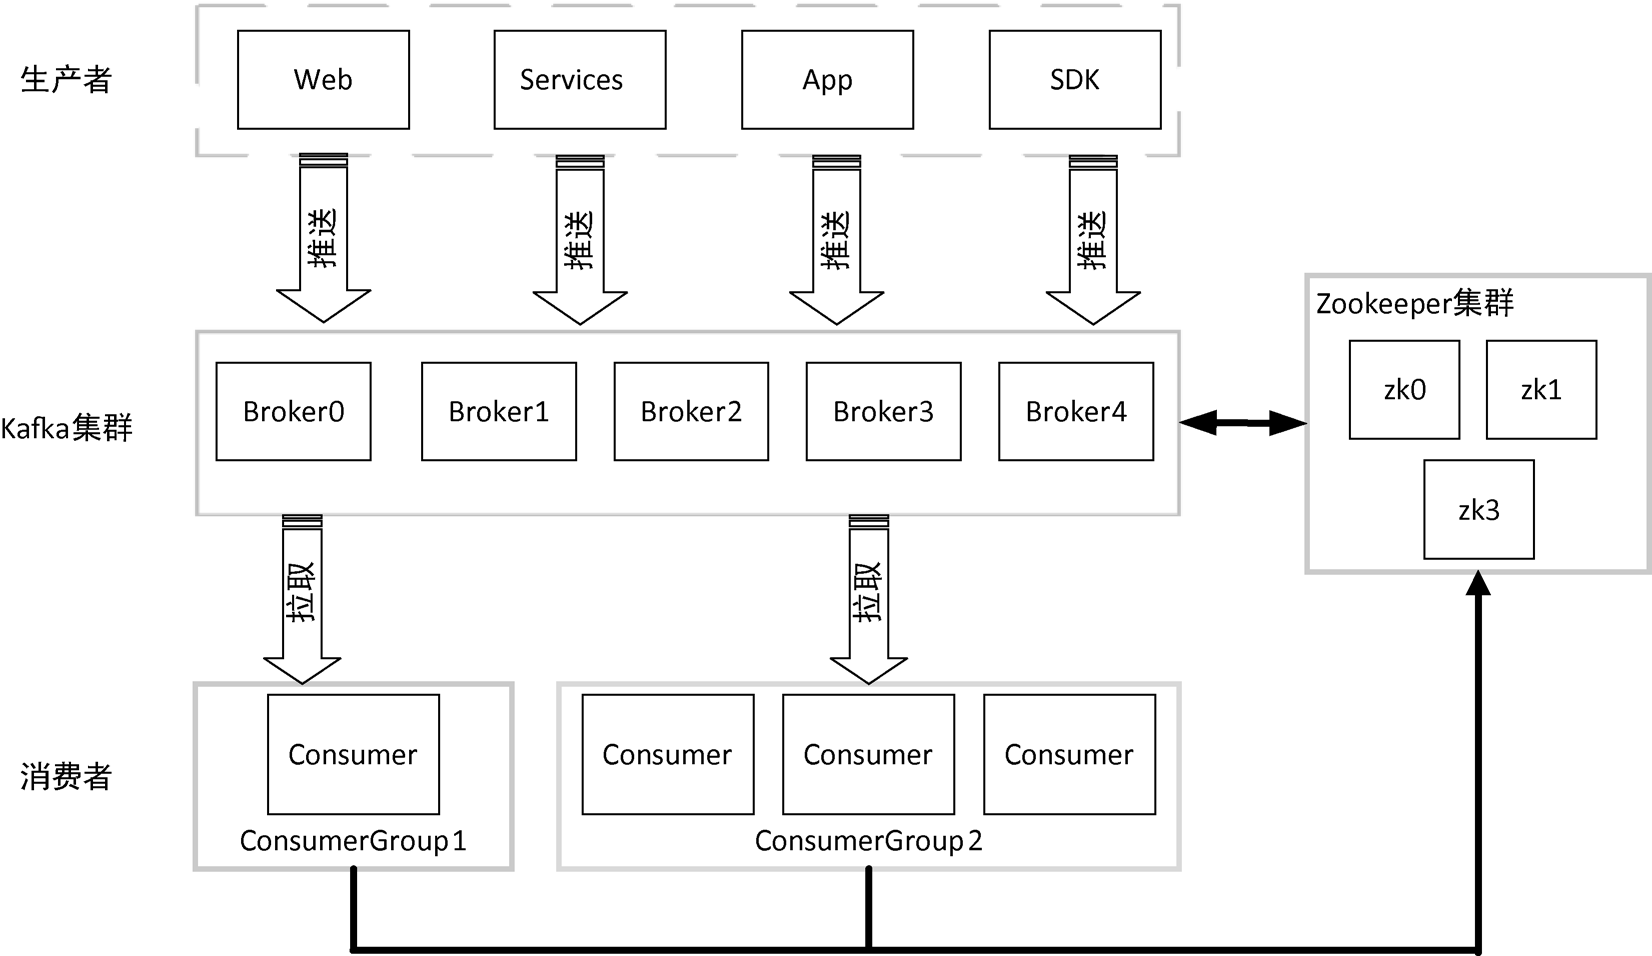 生产者
Web
Services
App
SDK
推送
推送
推送
推送
Zookeeper集群
zk0
zk1
zk3
Kafka集群
Broker0
Broker1
Broker2
Broker3
Broker4
拉取
拉取
消费者
Consumer
ConsumerGroup1
Consumer
Consumer
Consumer
ConsumerGroup2